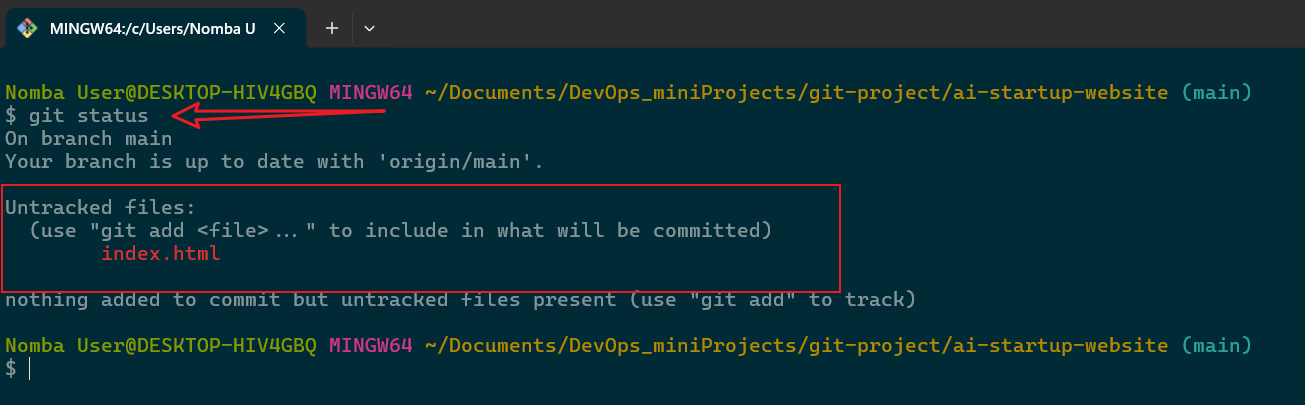 MINGW64:/c/Users/Nomba U
Nomba User@DESKTOP-HIV4GBQ MINGW64 ~/Documents/DevOps_miniProjects/git-project/ai-startup-website (main)
$ git status
On branch main
Your branch is up to date with 'origin/main'.
Untracked files:
  (use "git add <file>..." to include in what will be committed)
        index.html
nothing added to commit but untracked files present (use "git add" to track)
Nomba User@DESKTOP-HIV4GBQ MINGW64 ~/Documents/DevOps_miniProjects/git-project/ai-startup-website (main)
$